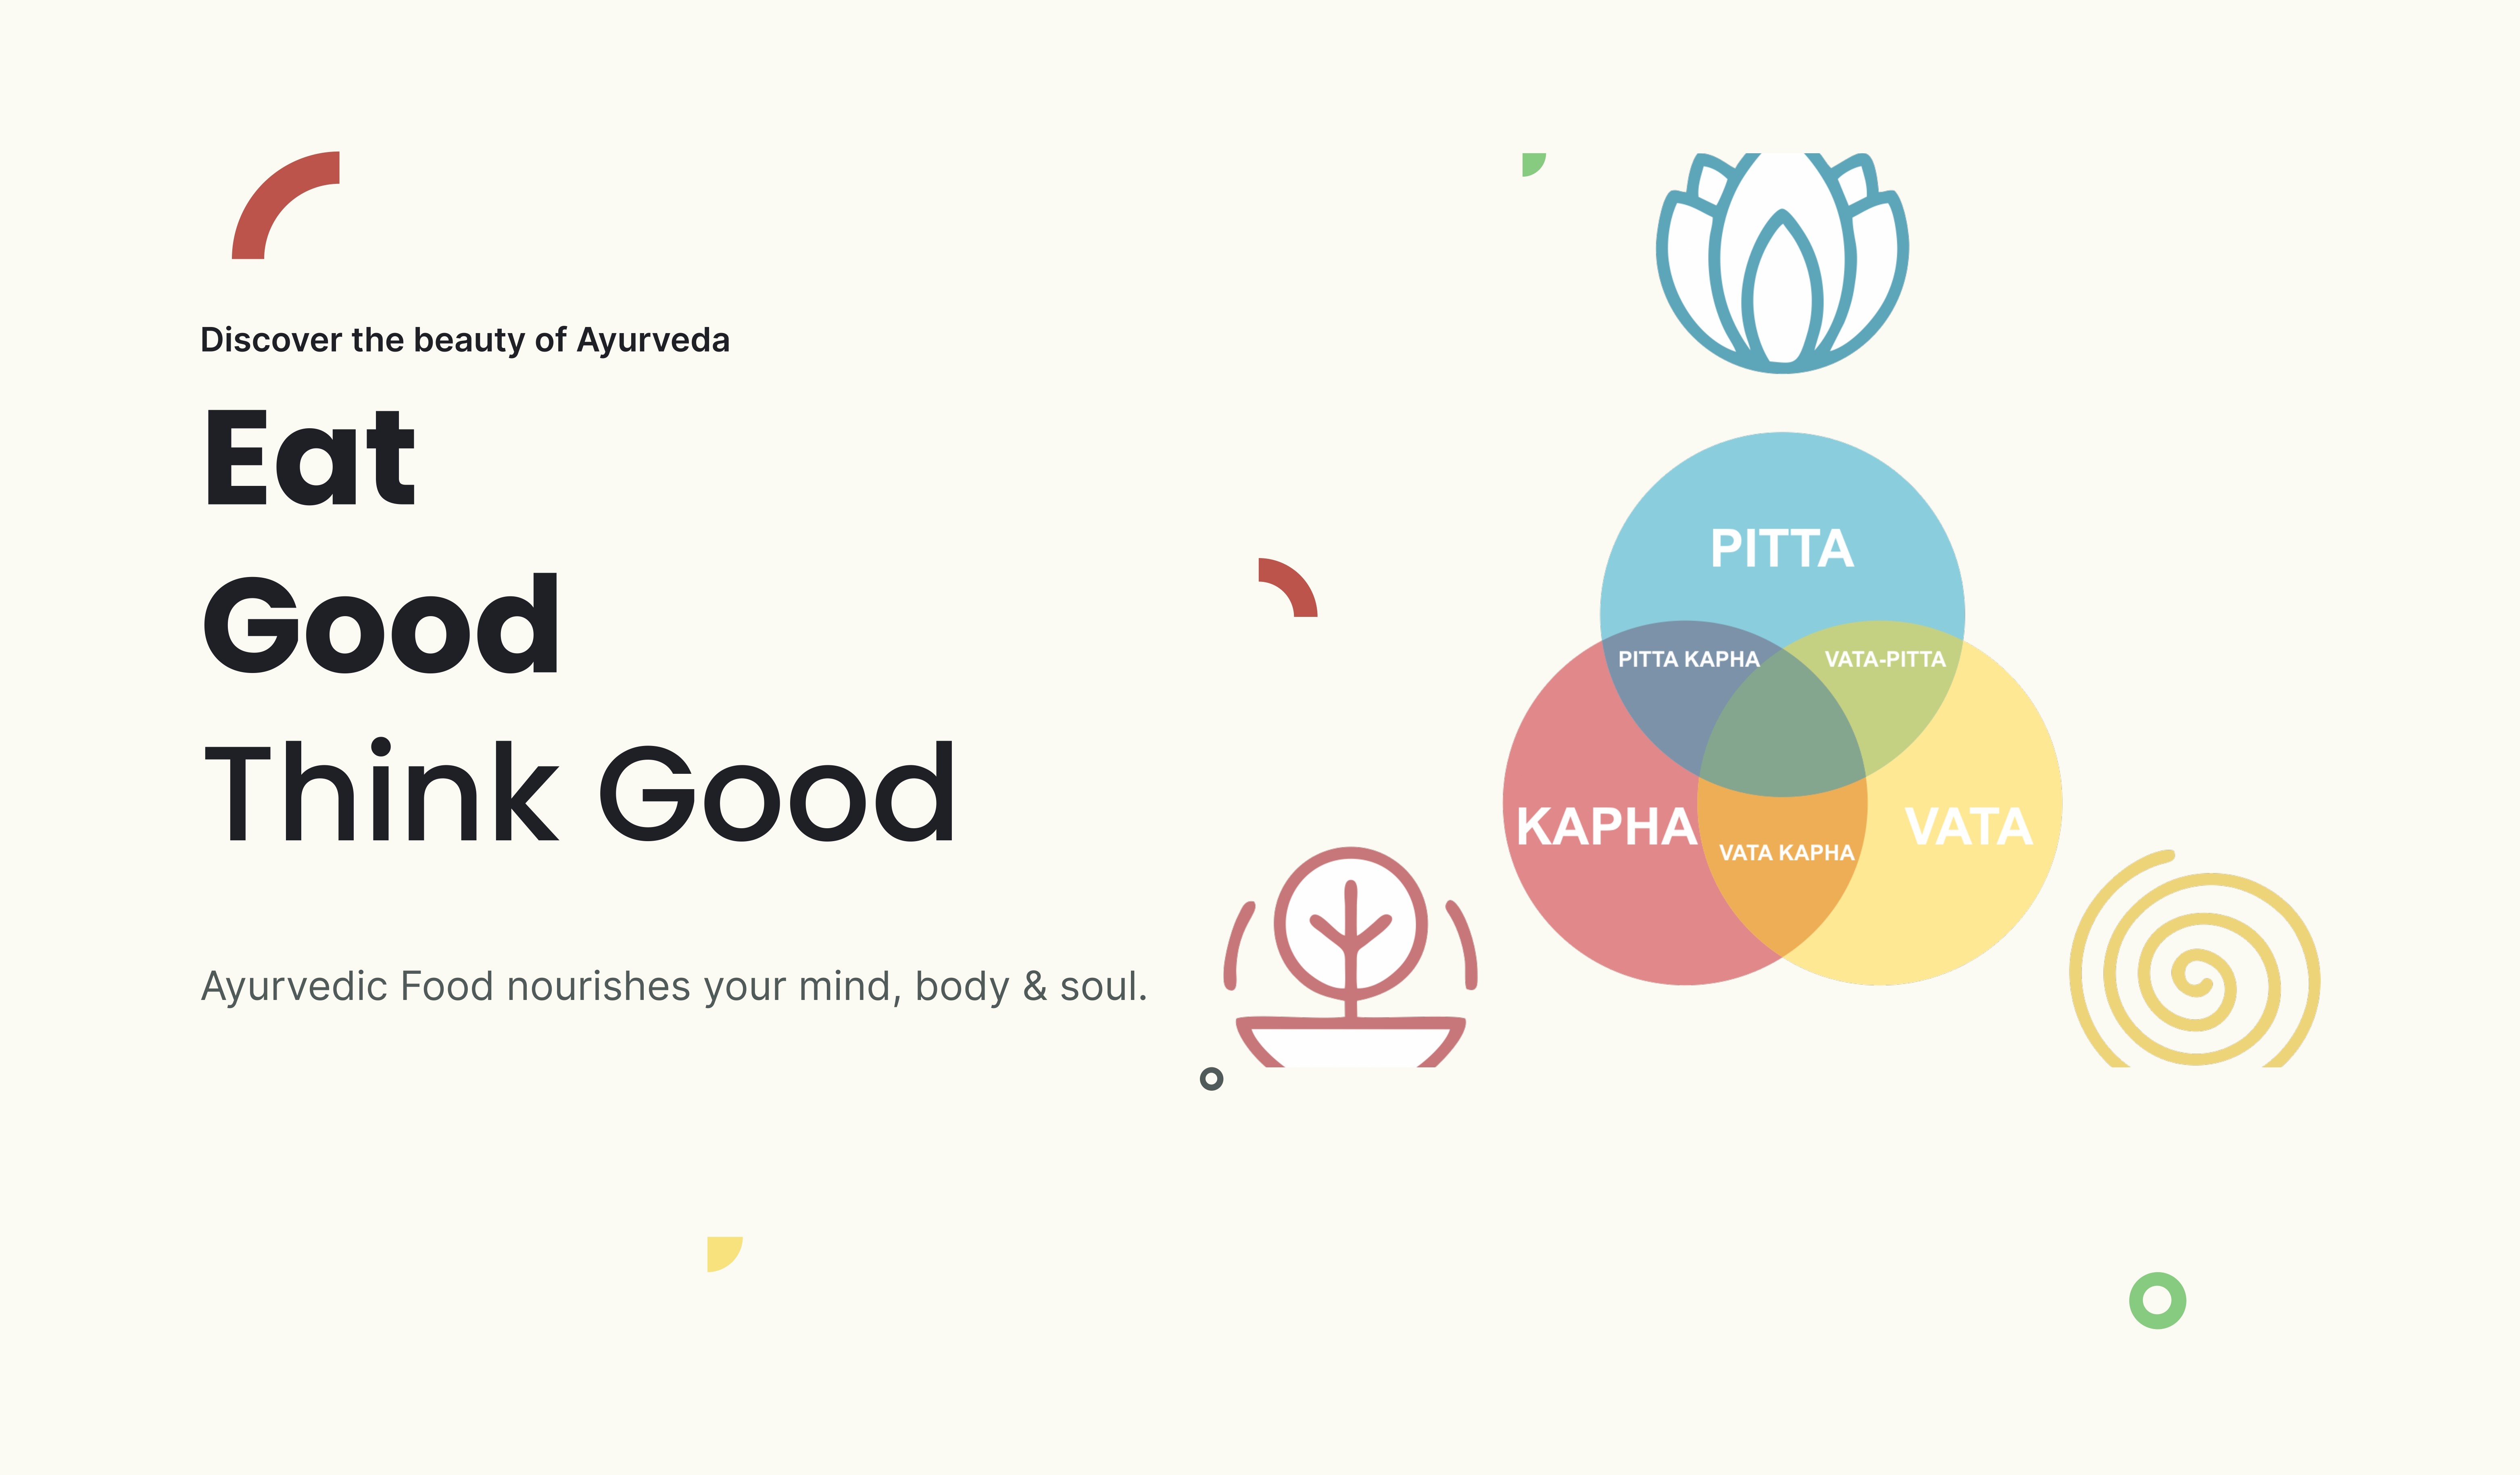 Discover the beauty of Ayurveda
Eat
Good
Think Good
Ayurvedic Food nourishes your mind, body & soul.
PITTA
PITTA KAPHA
VATA-PITTA
KAPHA
VATA KAPHA
VATA